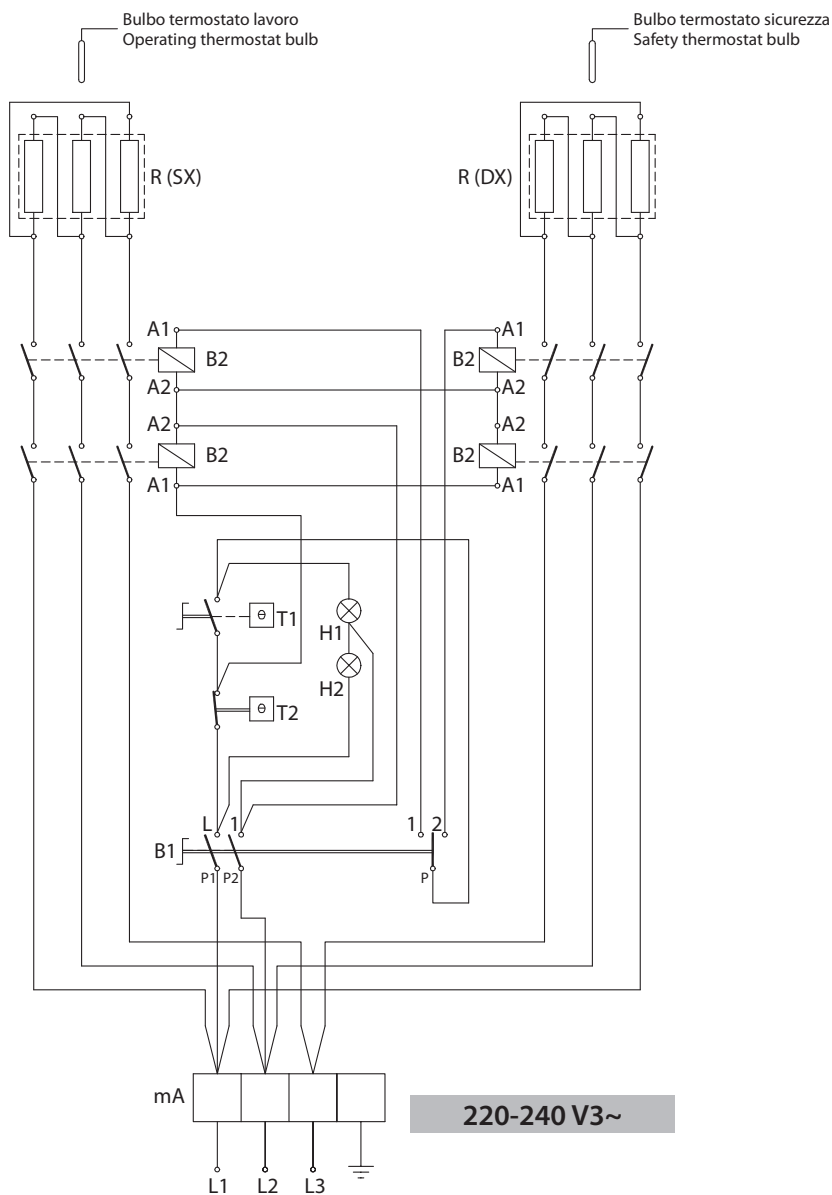 Bulbo termostato lavoro
Operating thermostat bulb
Bulbo termostato sicurezza
Safety thermostat bulb
R (SX)
R (DX)
A1
A1
B2
B2
A2
A2
A2
A2
B2
B2
A1
A1
θ T1
H1
H2
θ T2
L 1
1 2
B1
P1 P2
P
mA
220-240 V3~
L1 L2 L3